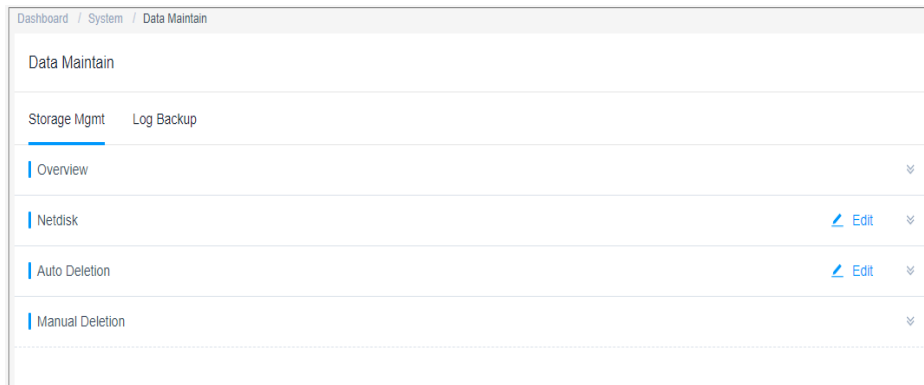 Dashboard / System / Data Maintain
Data Maintain
Storage Mgmt Log Backup
Overview
Netdisk Edit
Auto Deletion Edit
Manual Deletion